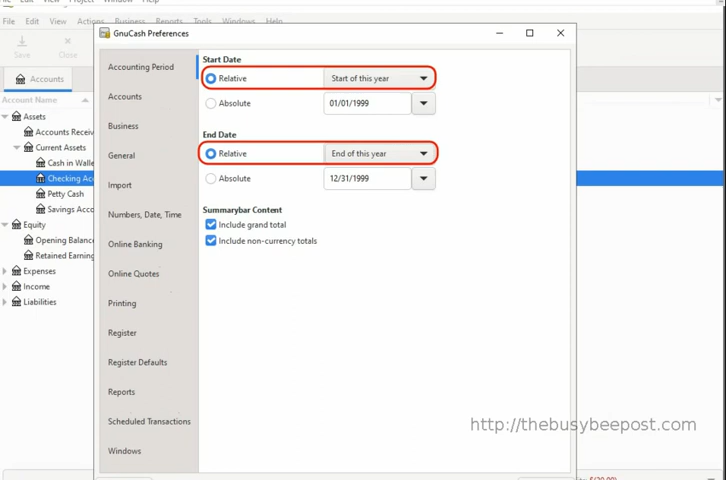 File Edit View Actions Business Reports Tools Windows Help
GnuCash Preferences
Save Close
Accounts
Account Name
Assets
Accounts Receiv
Current Assets
Cash in Walle
Checking Acc
Petty Cash
Savings Acco
Equity
Opening Balanc
Retained Earning
Expenses
Income
Liabilities
Accounting Period
Accounts
Business
General
Import
Numbers, Date, Time
Online Banking
Online Quotes
Printing
Register
Register Defaults
Reports
Scheduled Transactions
Windows
Start Date
Relative Start of this year
Absolute 01/01/1999
End Date
Relative End of this year
Absolute 12/31/1999
Summarybar Content
Include grand total
Include non-currency totals
http://thebusybeepost.com